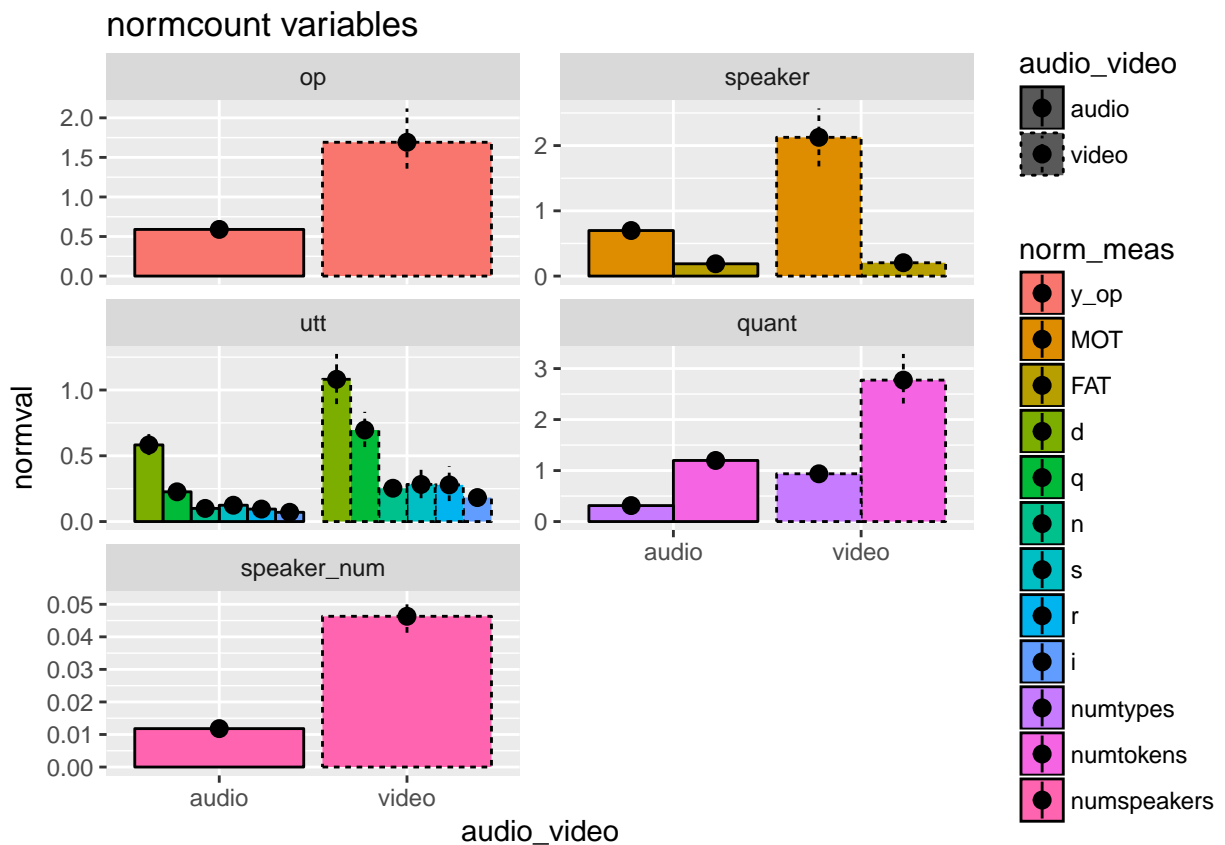 normcount variables
op
2.0
1.5
1.0
0.5
0.0
speaker
2
1
0
utt
1.0
0.5
0.0
quant
3
2
1
0
audio
video
speaker_num
0.05
0.04
0.03
0.02
0.01
0.00
audio
video
normval
audio_video
audio_video
audio
video
norm_meas
y_op
MOT
FAT
d
q
n
s
r
i
numtypes
numtokens
numspeakers